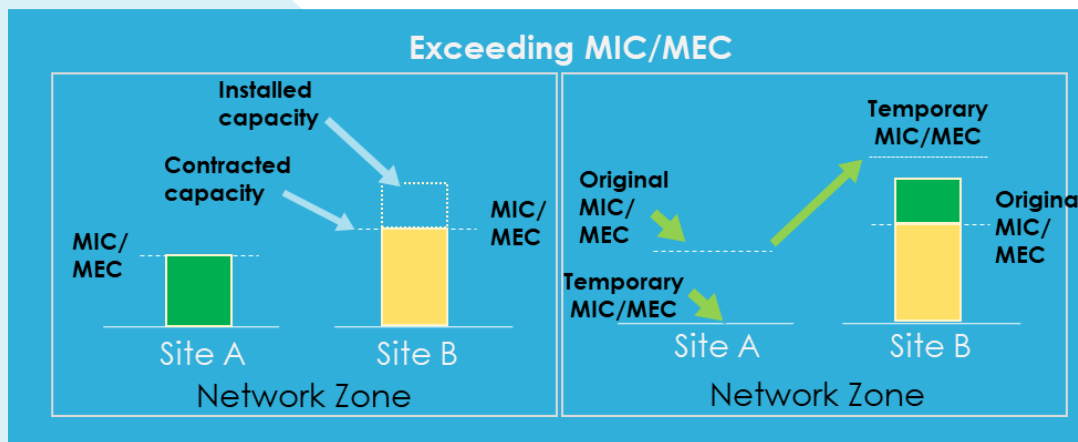 Exceeding MIC/MEC
Installed
capacity
Contracted
capacity
MIC/
MEC
MIC/
MEC
Site A
Site B
Network Zone
Temporary
MIC/MEC
Original
MIC/
MEC
Original
MIC/
MEC
Temporary
MIC/MEC
Site A
Site B
Network Zone